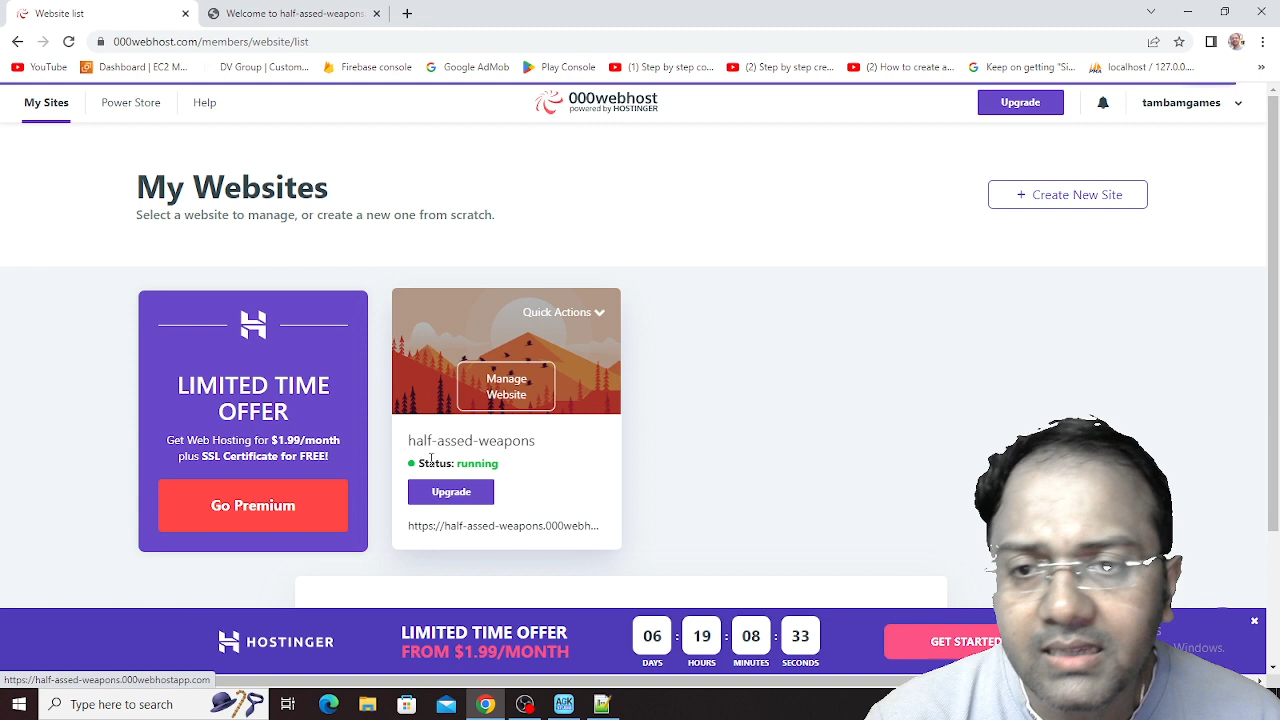 Website list
Welcome to half-assed-weapons.
000webhost.com/members/website/list
YouTube
Dashboard | EC2 M...
DV Group | Custom...
Firebase console
Google AdMob
Play Console
(1) Step by step co...
(2) Step by step cre...
(2) How to create a...
Keep on getting "Si...
localhost / 127.0.0....
My Sites
Power Store
Help
000webhost
powered by HOSTINGER
Upgrade
tambamgames
My Websites
Select a website to manage, or create a new one from scratch.
+ Create New Site
LIMITED TIME
OFFER
Get Web Hosting for $1.99/month
plus SSL Certificate for FREE!
Go Premium
Quick Actions
Manage
Website
half-assed-weapons
Status: running
Upgrade
https://half-assed-weapons.000webh...
HOSTINGER
LIMITED TIME OFFER
FROM $1.99/MONTH
06 : 19 : 08 : 33
DAYS HOURS MINUTES SECONDS
GET STARTED
Windows.
https://half-assed-weapons.000webhostapp.com
Type here to search
AGK
STUDIO